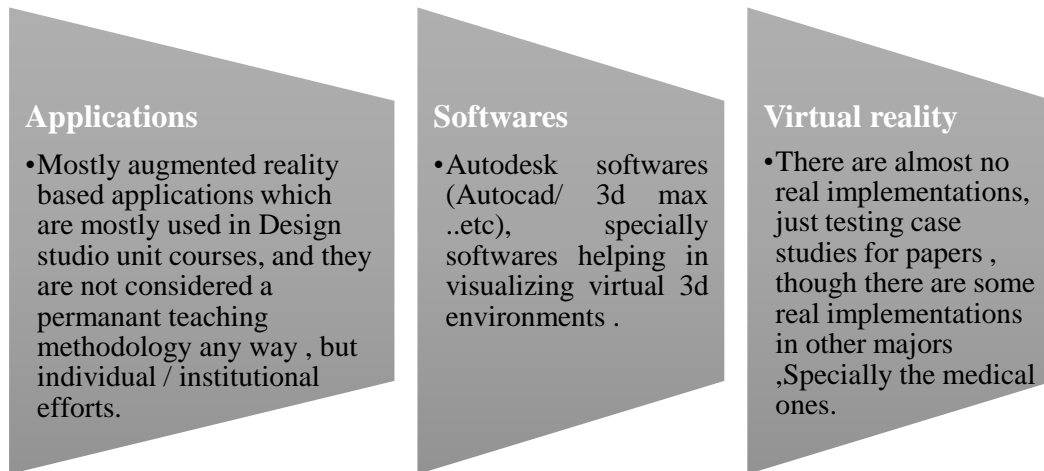 Applications
•Mostly augmented reality
based applications which
are mostly used in Design
studio unit courses, and they
are not considered a
permanant teaching
methodology any way , but
individual / institutional
efforts.
Softwares
•Autodesk softwares
(Autocad/ 3d max
..etc), specially
softwares helping in
visualizing virtual 3d
environments .
Virtual reality
•There are almost no
real implementations,
just testing case
studies for papers ,
though there are some
real implementations
in other majors
,Specially the medical
ones.